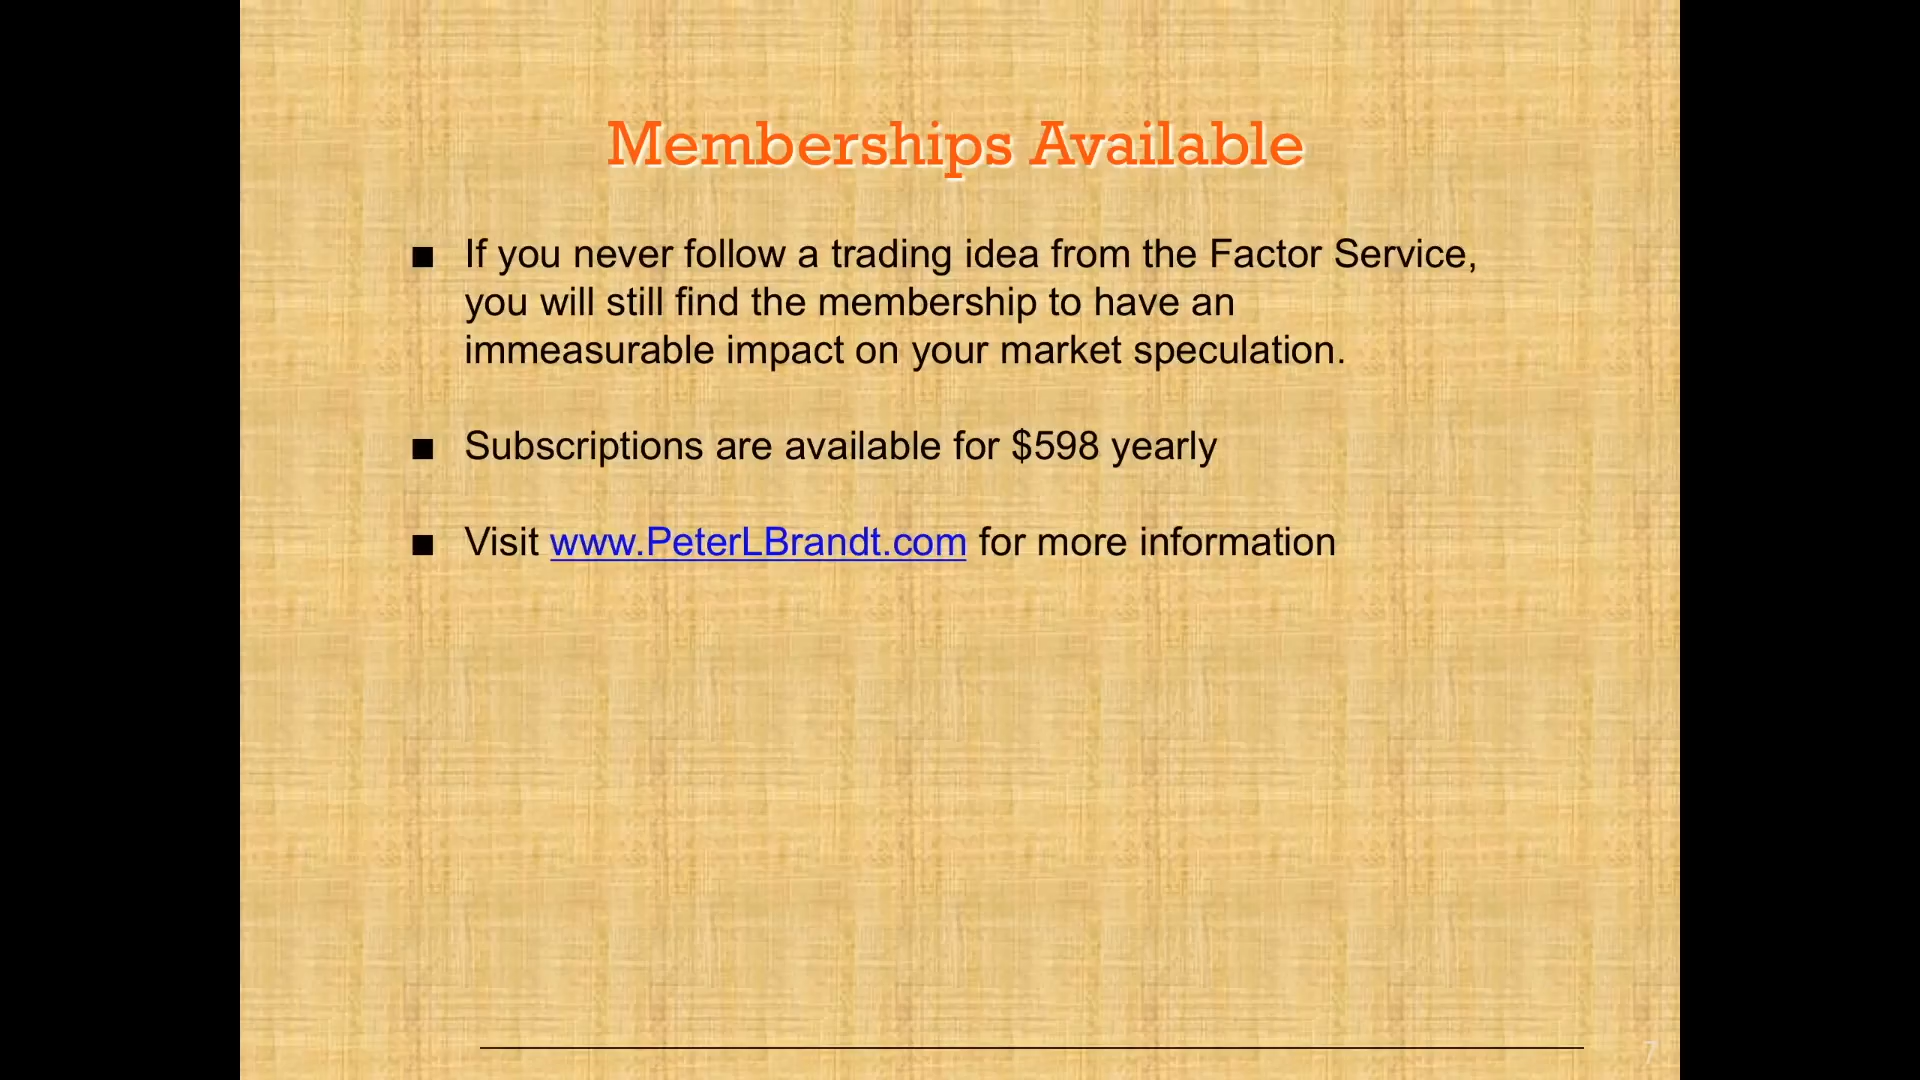 Memberships Available
■ If you never follow a trading idea from the Factor Service,
you will still find the membership to have an
immeasurable impact on your market speculation.
■ Subscriptions are available for $598 yearly
■ Visit www.PeterLBrandt.com for more information
7